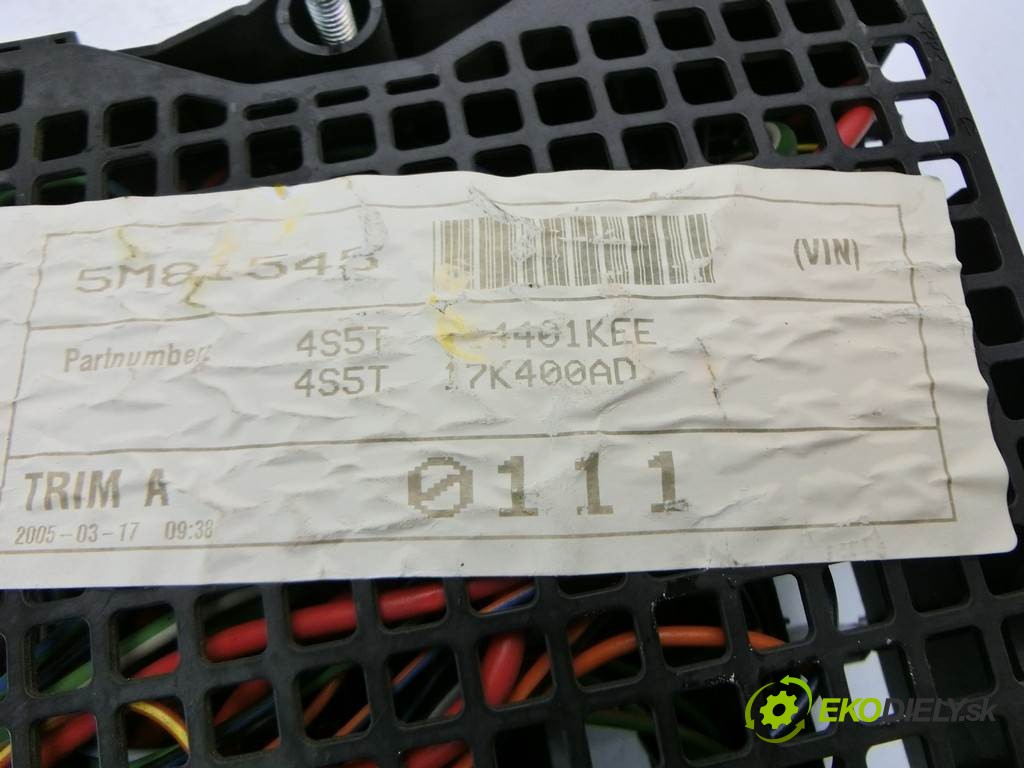 5M81545 (VIN)
Partnumber: 4S5T 4401KEE
4S5T 17K400AD
TRIM A 0111
2005-03-17 09:38
EKODIELY.sk